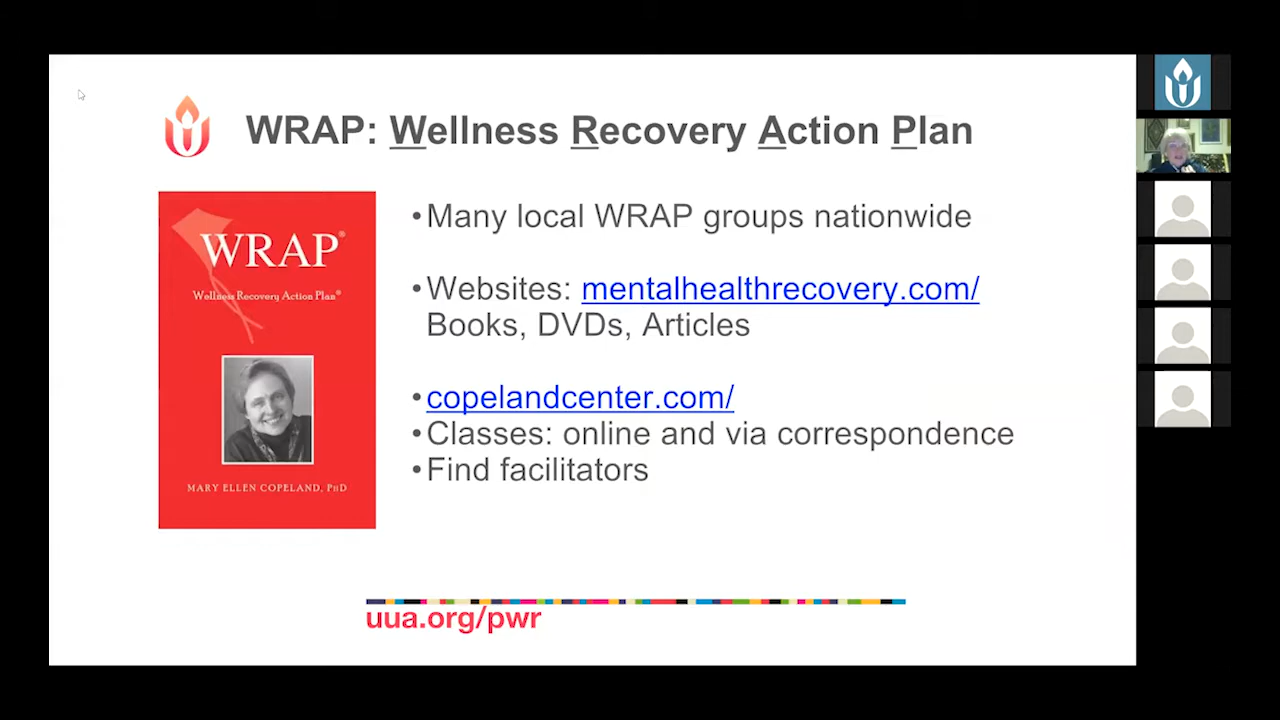 WRAP: Wellness Recovery Action Plan
WRAP®
Wellness Recovery Action Plan®
MARY ELLEN COPELAND, PHD
•Many local WRAP groups nationwide
•Websites: mentalhealthrecovery.com/
Books, DVDs, Articles
•copelandcenter.com/
•Classes: online and via correspondence
•Find facilitators
uua.org/pwr